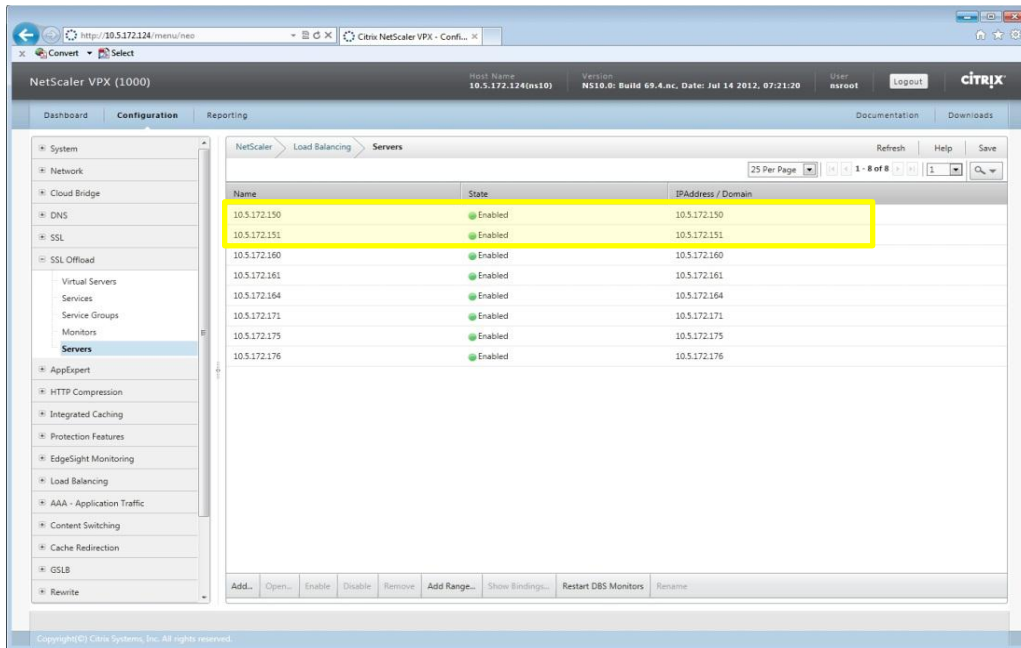 http://10.5.172.124/menu/neo
Citrix NetScaler VPX - Confi...
x Convert Select
NetScaler VPX (1000)
Host Name
10.5.172.124(ns10)
Version
NS10.0: Build 69.4.nc, Date: Jul 14 2012, 07:21:20
User
nsroot
Logout
CITRIX
Dashboard Configuration Reporting Documentation Downloads
System
Network
Cloud Bridge
DNS
SSL
SSL Offload
Virtual Servers
Services
Service Groups
Monitors
Servers
AppExpert
HTTP Compression
Integrated Caching
Protection Features
EdgeSight Monitoring
Load Balancing
AAA - Application Traffic
Content Switching
Cache Redirection
GSLB
Rewrite
NetScaler Load Balancing Servers Refresh Help Save
25 Per Page 1 - 8 of 8 1
Name State IPAddress / Domain
10.5.172.150 Enabled 10.5.172.150
10.5.172.151 Enabled 10.5.172.151
10.5.172.160 Enabled 10.5.172.160
10.5.172.161 Enabled 10.5.172.161
10.5.172.164 Enabled 10.5.172.164
10.5.172.171 Enabled 10.5.172.171
10.5.172.175 Enabled 10.5.172.175
10.5.172.176 Enabled 10.5.172.176
Add... Open... Enable Disable Remove Add Range... Show Bindings... Restart DBS Monitors Rename
Copyright(©) Citrix Systems, Inc. All rights reserved.